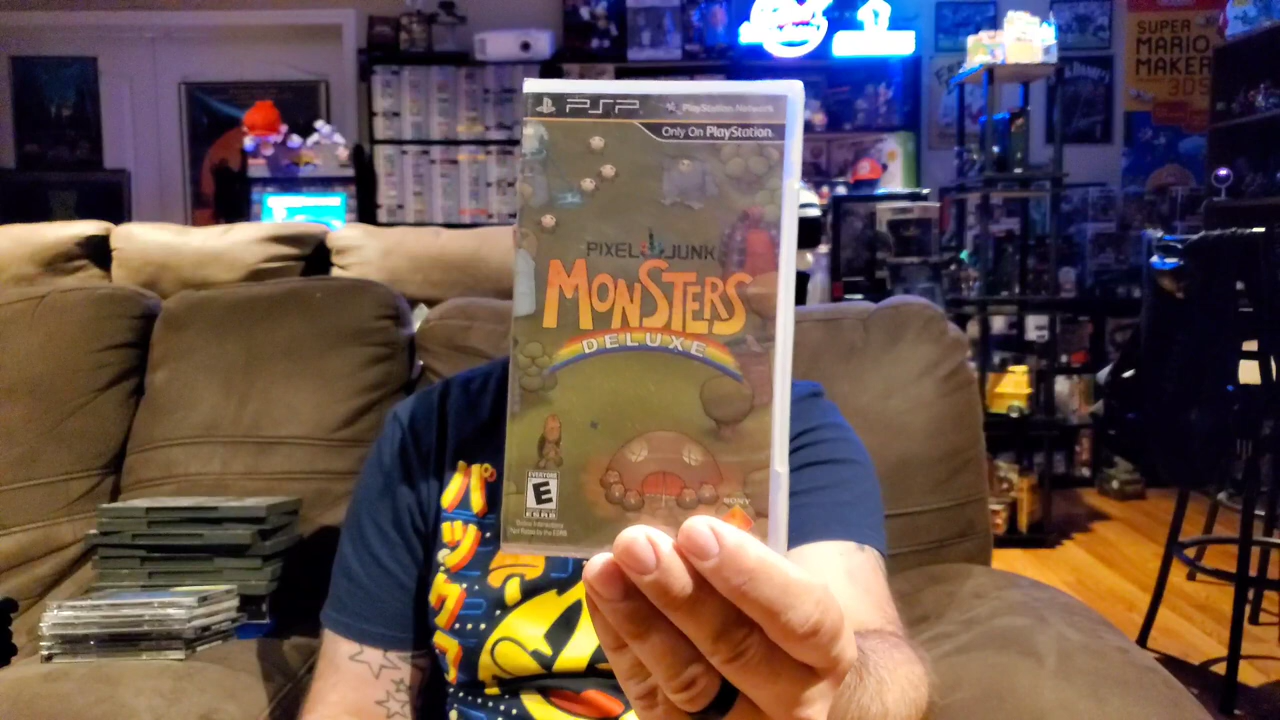 PSP
PlayStation Network
Only On PlayStation
PIXEL JUNK
MONSTERS
DELUXE
EVERYONE
E
ESRB
SONY
パックマ
SUPER
MARIO
MAKER
3DS